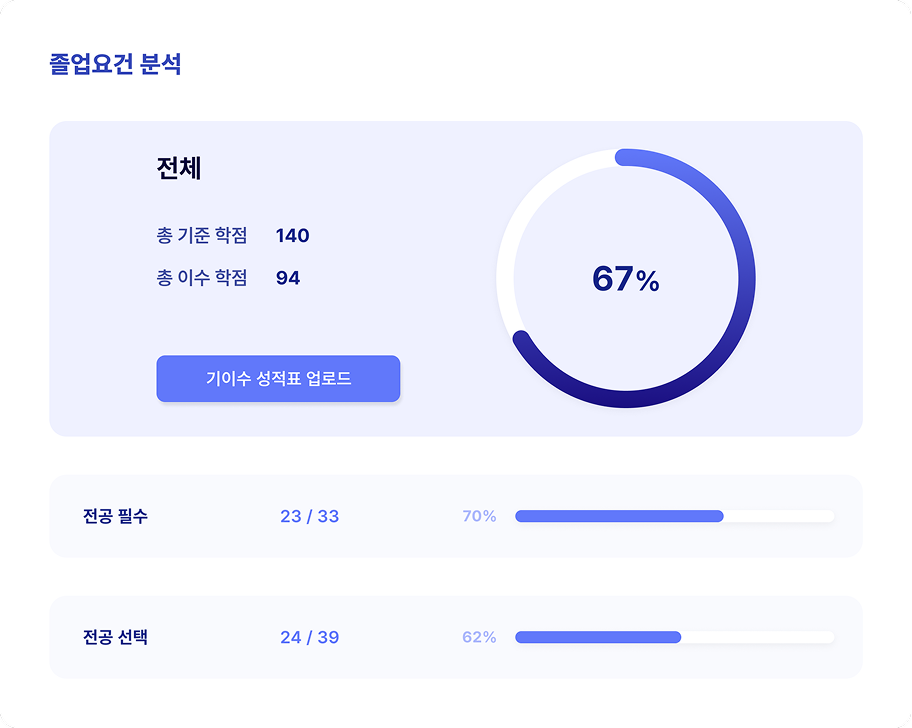 졸업요건 분석
전체
총 기준 학점 140
총 이수 학점 94
67%
기이수 성적표 업로드
전공 필수 23 / 33 70%
전공 선택 24 / 39 62%